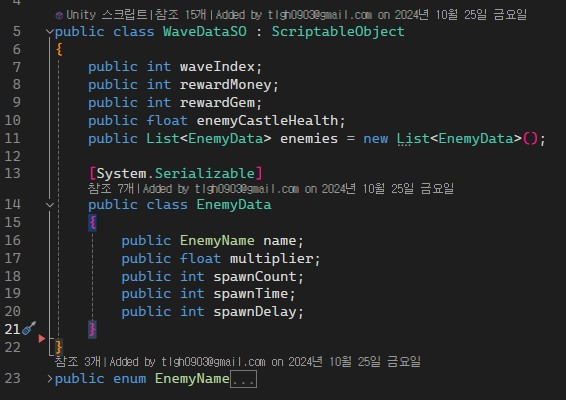 4
Unity 스크립트|참조 15개|Added by tlgh0903@gmail.com on 2024년 10월 25일 금요일
5 public class WaveDataSO : ScriptableObject
6 {
7 public int waveIndex;
8 public int rewardMoney;
9 public int rewardGem;
10 public float enemyCastleHealth;
11 public List<EnemyData> enemies = new List<EnemyData>();
12
13 [System.Serializable]
참조 7개|Added by tlgh0903@gmail.com on 2024년 10월 25일 금요일
14 public class EnemyData
15 {
16 public EnemyName name;
17 public float multiplier;
18 public int spawnCount;
19 public int spawnTime;
20 public int spawnDelay;
21 }
22 }
참조 3개|Added by tlgh0903@gmail.com on 2024년 10월 25일 금요일
23 public enum EnemyName...